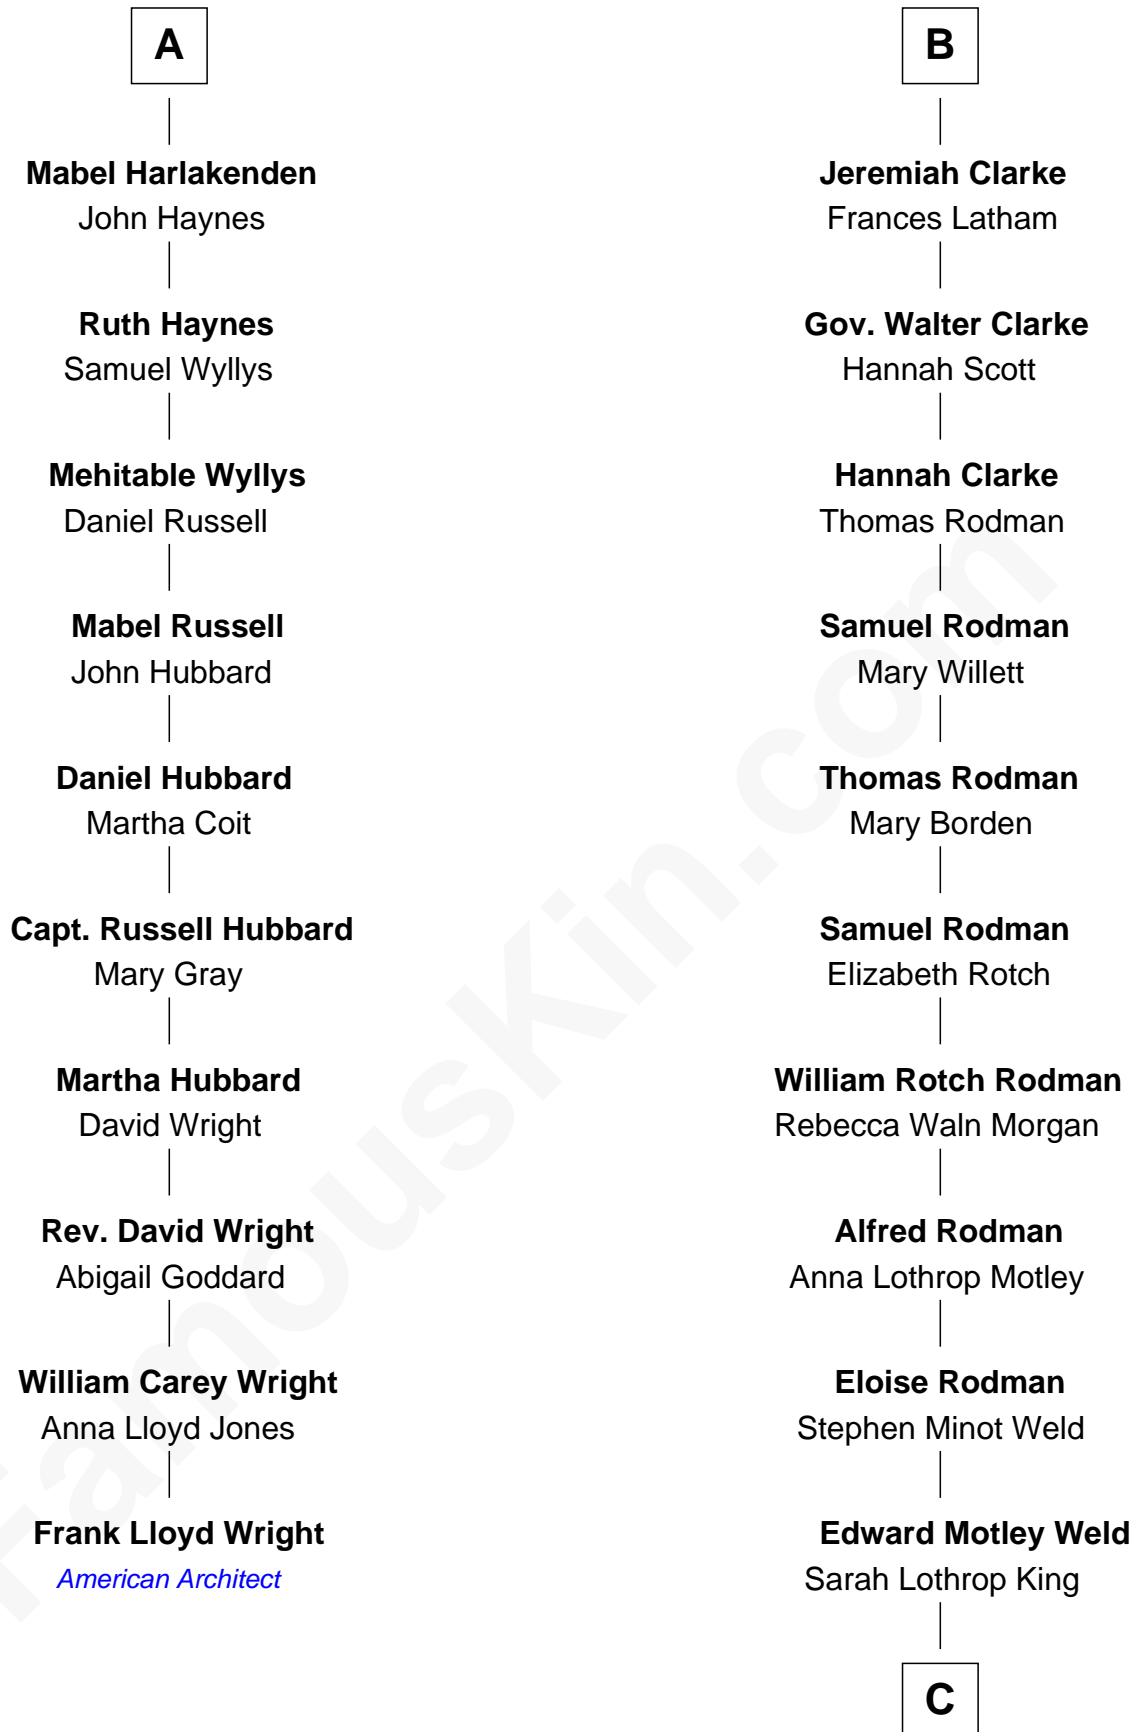 A
Mabel Harlakenden
John Haynes
Ruth Haynes
Samuel Wyllys
Mehitable Wyllys
Daniel Russell
Mabel Russell
John Hubbard
Daniel Hubbard
Martha Coit
Capt. Russell Hubbard
Mary Gray
Martha Hubbard
David Wright
Rev. David Wright
Abigail Goddard
William Carey Wright
Anna Lloyd Jones
Frank Lloyd Wright
American Architect
B
Jeremiah Clarke
Frances Latham
Gov. Walter Clarke
Hannah Scott
Hannah Clarke
Thomas Rodman
Samuel Rodman
Mary Willett
Thomas Rodman
Mary Borden
Samuel Rodman
Elizabeth Rotch
William Rotch Rodman
Rebecca Waln Morgan
Alfred Rodman
Anna Lothrop Motley
Eloise Rodman
Stephen Minot Weld
Edward Motley Weld
Sarah Lothrop King
C
FamousKin.com